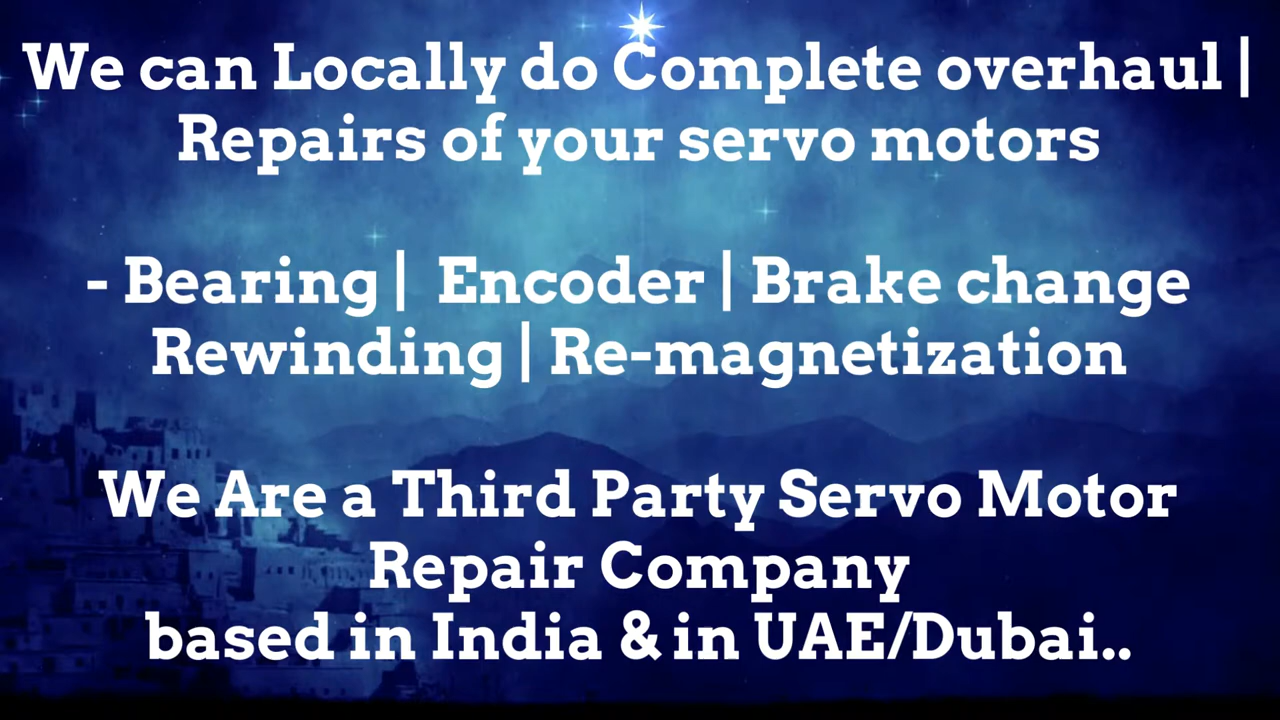 We can Locally do Complete overhaul |
Repairs of your servo motors
- Bearing | Encoder | Brake change
Rewinding | Re-magnetization
We Are a Third Party Servo Motor
Repair Company
based in India & in UAE/Dubai..